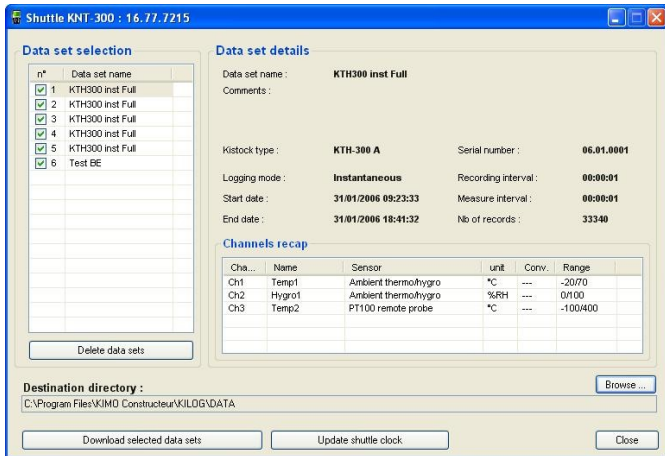 Shuttle KNT-300 : 16.77.7215
Data set selection
n° Data set name
1 KTH300 inst Full
2 KTH300 inst Full
3 KTH300 inst Full
4 KTH300 inst Full
5 KTH300 inst Full
6 Test BE
Delete data sets
Data set details
Data set name : KTH300 inst Full
Comments :
Kistock type : KTH-300 A Serial number : 06.01.0001
Logging mode : Instantaneous Recording interval : 00:00:01
Start date : 31/01/2006 09:23:33 Measure interval : 00:00:01
End date : 31/01/2006 18:41:32 Nb of records : 33340
Channels recap
Cha... Name Sensor unit Conv. Range
Ch1 Temp1 Ambient thermo/hygro °C --- -20/70
Ch2 Hygro1 Ambient thermo/hygro %RH --- 0/100
Ch3 Temp2 PT100 remote probe °C --- -100/400
Destination directory :
Browse ...
C:\Program Files\KIMO Constructeur\KILOG\DATA
Download selected data sets Update shuttle clock Close